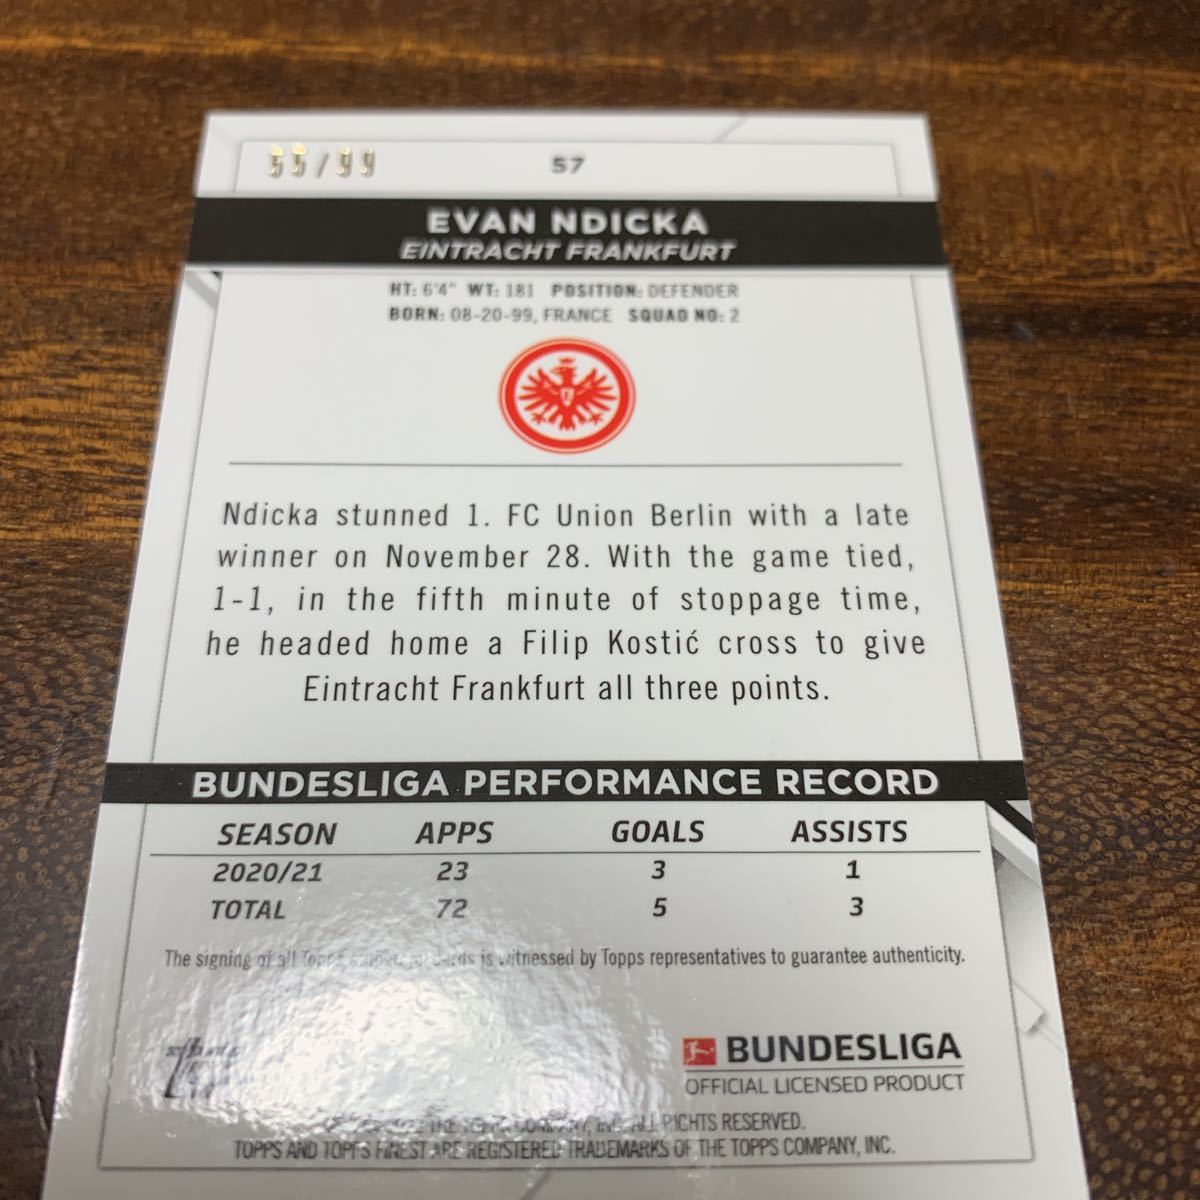 55/99
57
EVAN NDICKA
EINTRACHT FRANKFURT
HT: 6'4" WT: 181 POSITION: DEFENDER
BORN: 08-20-99, FRANCE SQUAD NO: 2
Ndicka stunned 1. FC Union Berlin with a late
winner on November 28. With the game tied,
1-1, in the fifth minute of stoppage time,
he headed home a Filip Kostić cross to give
Eintracht Frankfurt all three points.
BUNDESLIGA PERFORMANCE RECORD
SEASON APPS GOALS ASSISTS
2020/21 23 3 1
TOTAL 72 5 3
The signing of all Topps cards is witnessed by Topps representatives to guarantee authenticity.
BUNDESLIGA
OFFICIAL LICENSED PRODUCT
THE TOPPS COMPANY, INC. ALL RIGHTS RESERVED.
TOPPS AND TOPPS FINEST ARE REGISTERED TRADEMARKS OF THE TOPPS COMPANY, INC.